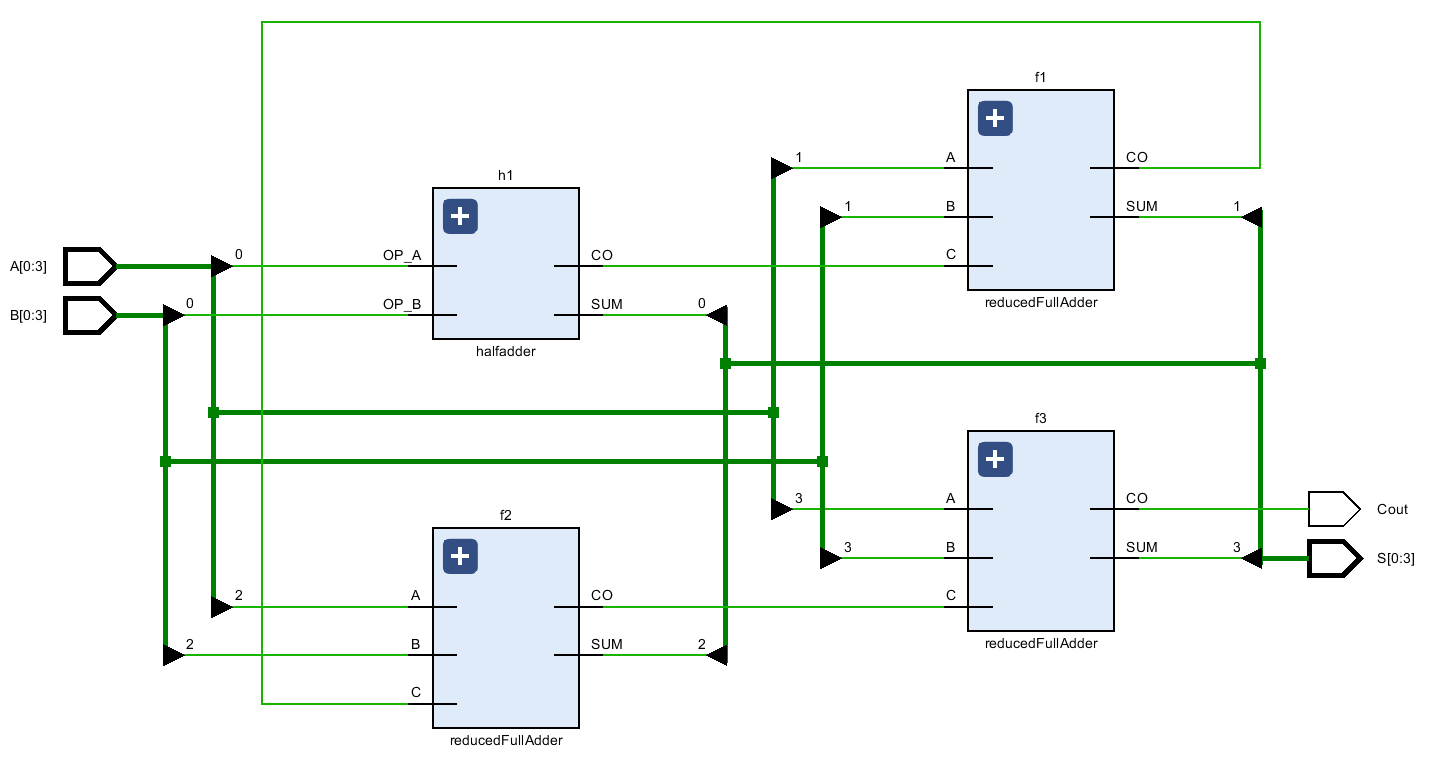 f1
1
A
CO
h1
1
B
SUM
1
A[0:3]
0
OP_A
CO
C
B[0:3]
0
OP_B
SUM
0
reducedFullAdder
halfadder
f3
3
A
CO
Cout
f2
3
B
SUM
3
S[0:3]
2
A
CO
C
2
B
SUM
2
reducedFullAdder
C
reducedFullAdder